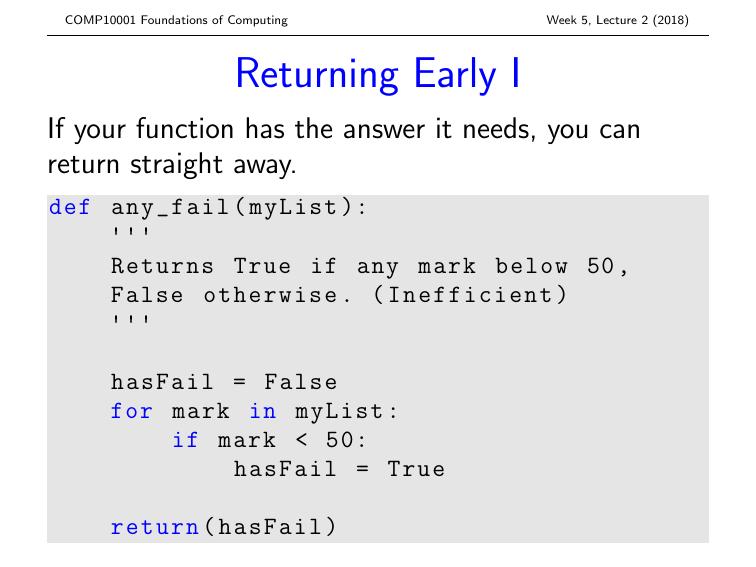 COMP10001 Foundations of Computing Week 5, Lecture 2 (2018)
Returning Early I
If your function has the answer it needs, you can
return straight away.
def any_fail(myList):
    '''
    Returns True if any mark below 50,
    False otherwise. (Inefficient)
    '''
    hasFail = False
    for mark in myList:
        if mark < 50:
            hasFail = True
    return(hasFail)